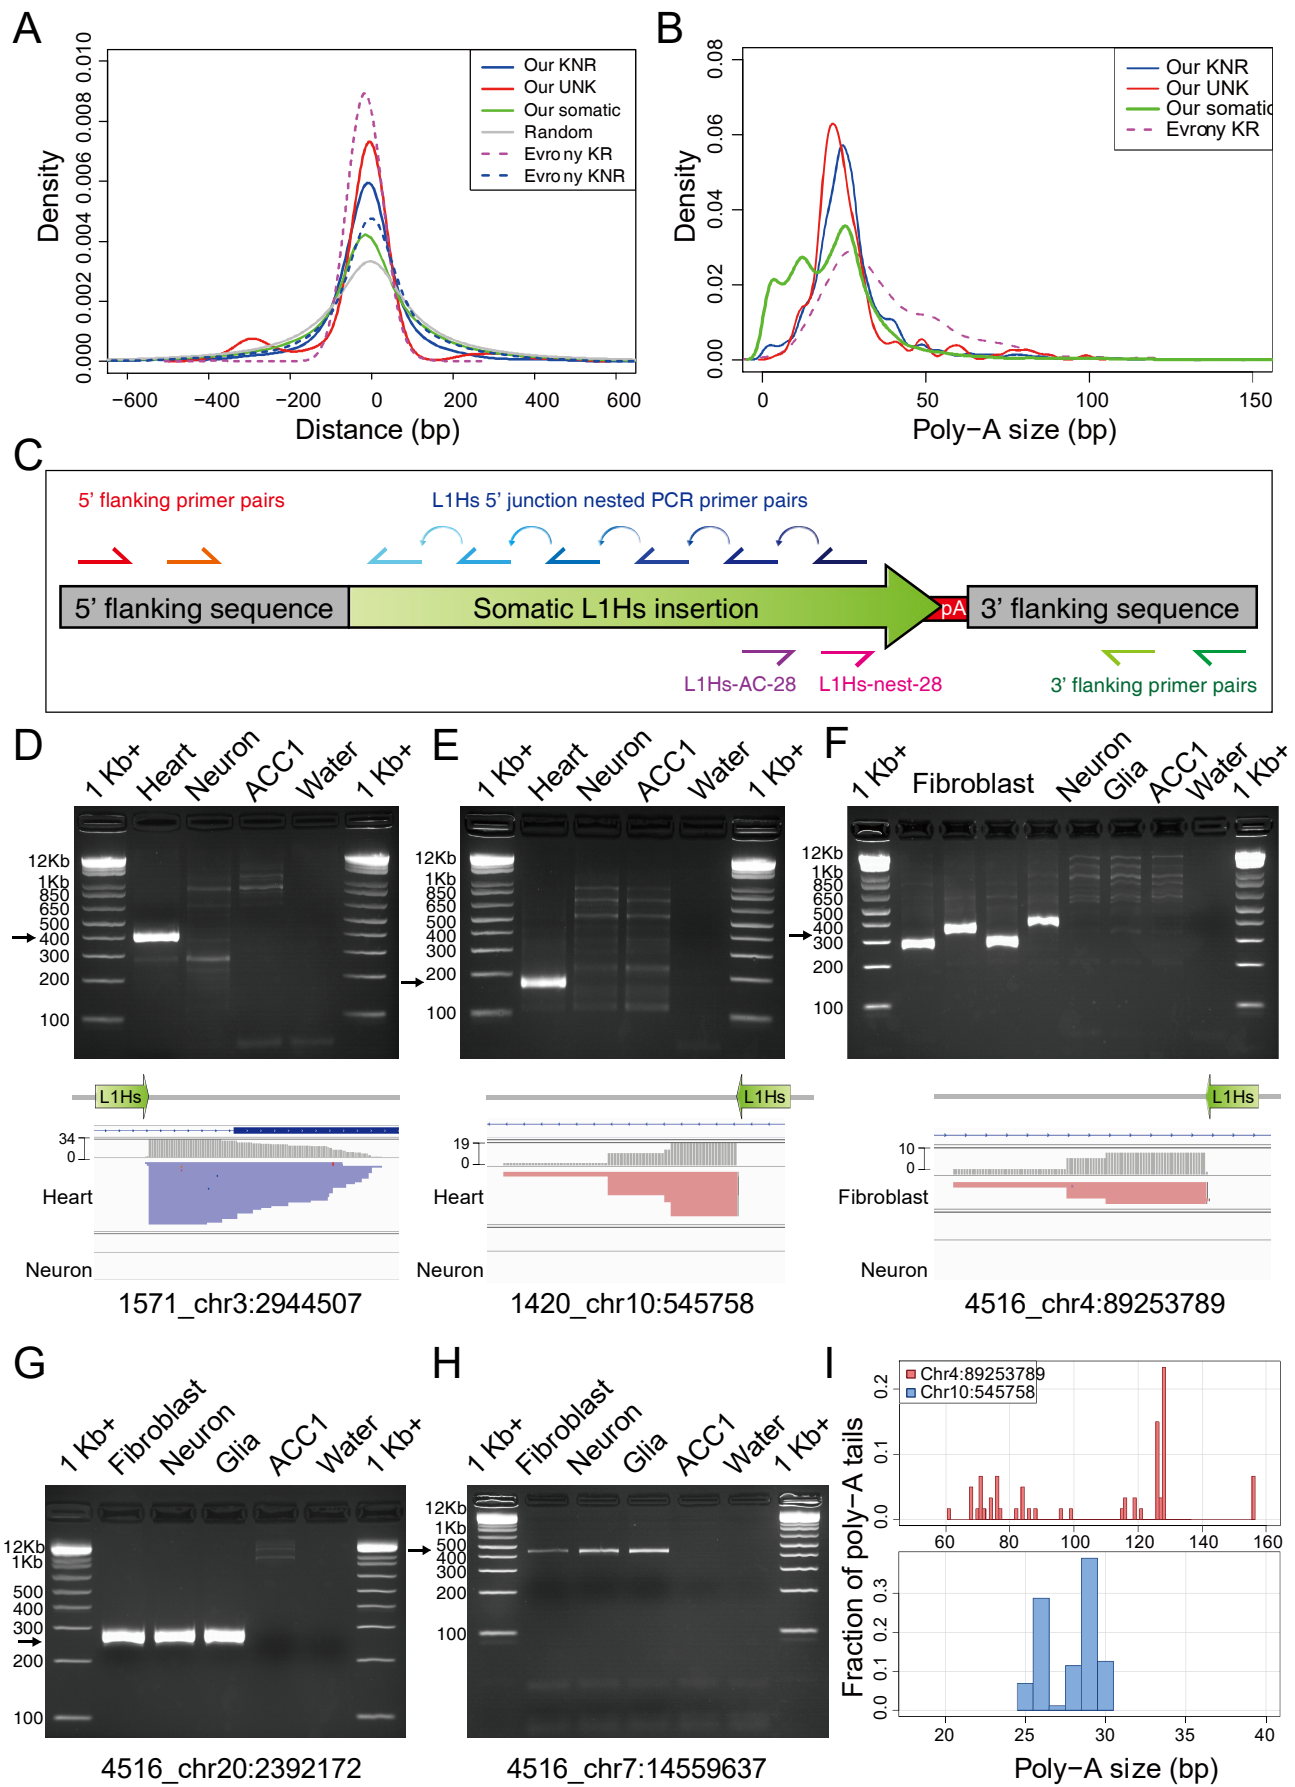 A
0.000 0.002 0.004 0.006 0.008 0.010
Density
Our KNR
Our UNK
Our somatic
Random
Evrony KR
Evrony KNR
−600 −400 −200 0 200 400 600
Distance (bp)
B
0.00 0.02 0.04 0.06 0.08
Density
Our KNR
Our UNK
Our somatic
Evrony KR
0 50 100 150
Poly−A size (bp)
C
5' flanking primer pairs
L1Hs 5' junction nested PCR primer pairs
5' flanking sequence
Somatic L1Hs insertion
pA
3' flanking sequence
L1Hs-AC-28
L1Hs-nest-28
3' flanking primer pairs
D
1 Kb+ Heart Neuron ACC1 Water 1 Kb+
12Kb
1Kb
850
650
500
400
300
200
100
L1Hs
34
0
Heart
Neuron
1571_chr3:2944507
E
1 Kb+ Heart Neuron ACC1 Water 1 Kb+
12Kb
1Kb
850
650
500
400
300
200
100
L1Hs
19
0
Heart
Neuron
1420_chr10:545758
F
1 Kb+ Fibroblast Neuron Glia ACC1 Water 1 Kb+
12Kb
1Kb
850
650
500
400
300
200
100
L1Hs
10
0
Fibroblast
Neuron
4516_chr4:89253789
G
1 Kb+ Fibroblast Neuron Glia ACC1 Water 1 Kb+
12Kb
1Kb
500
400
300
200
100
4516_chr20:2392172
H
1 Kb+ Fibroblast Neuron Glia ACC1 Water 1 Kb+
12Kb
1Kb
500
400
300
200
100
4516_chr7:14559637
I
Chr4:89253789
Chr10:545758
0.0 0.1 0.2
60 80 100 120 140 160
Fraction of poly−A tails
0.0 0.1 0.2 0.3
20 25 30 35 40
Poly−A size (bp)